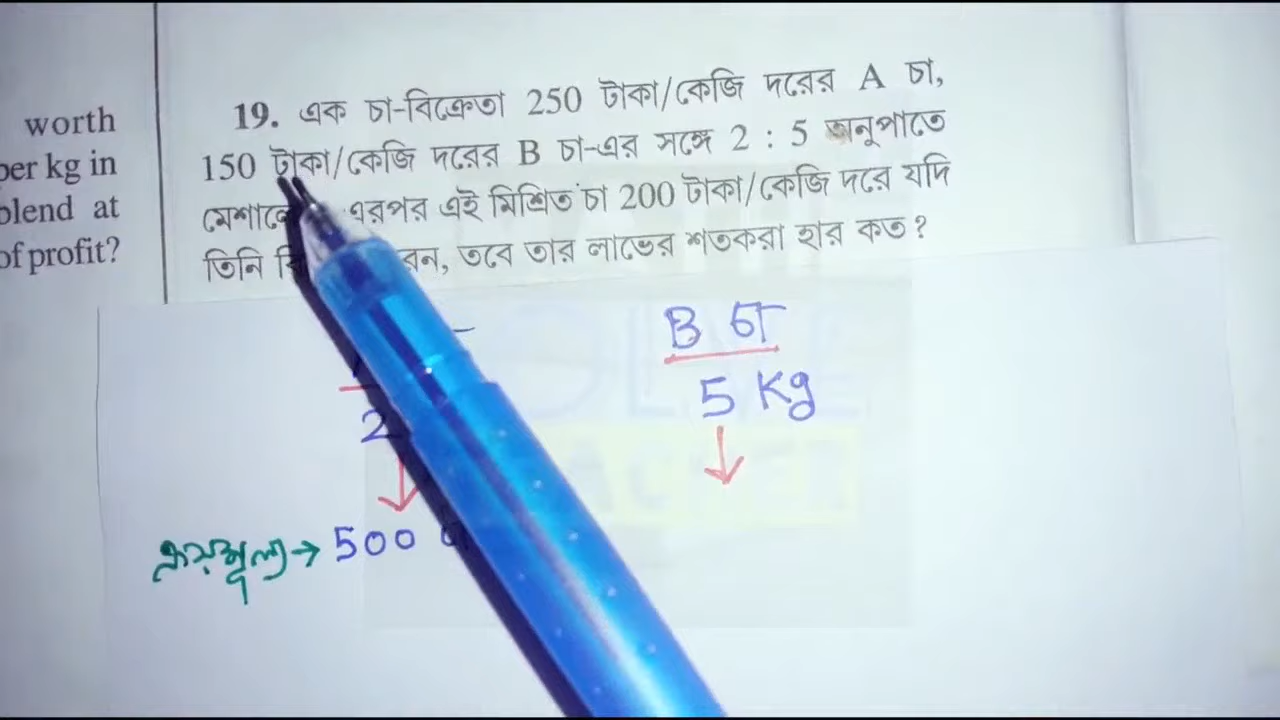 worth
per kg in
blend at
of profit?
19. এক চা-বিক্রেতা 250 টাকা/কেজি দরের A চা,
150 টাকা/কেজি দরের B চা-এর সঙ্গে 2 : 5 অনুপাতে
এরপর এই মিশ্রিত চা 200 টাকা/কেজি দরে যদি
তিনি তবে তার লাভের শতকরা হার কত?
B চা
2
5 Kg
ক্রয়মূল্য→ 500